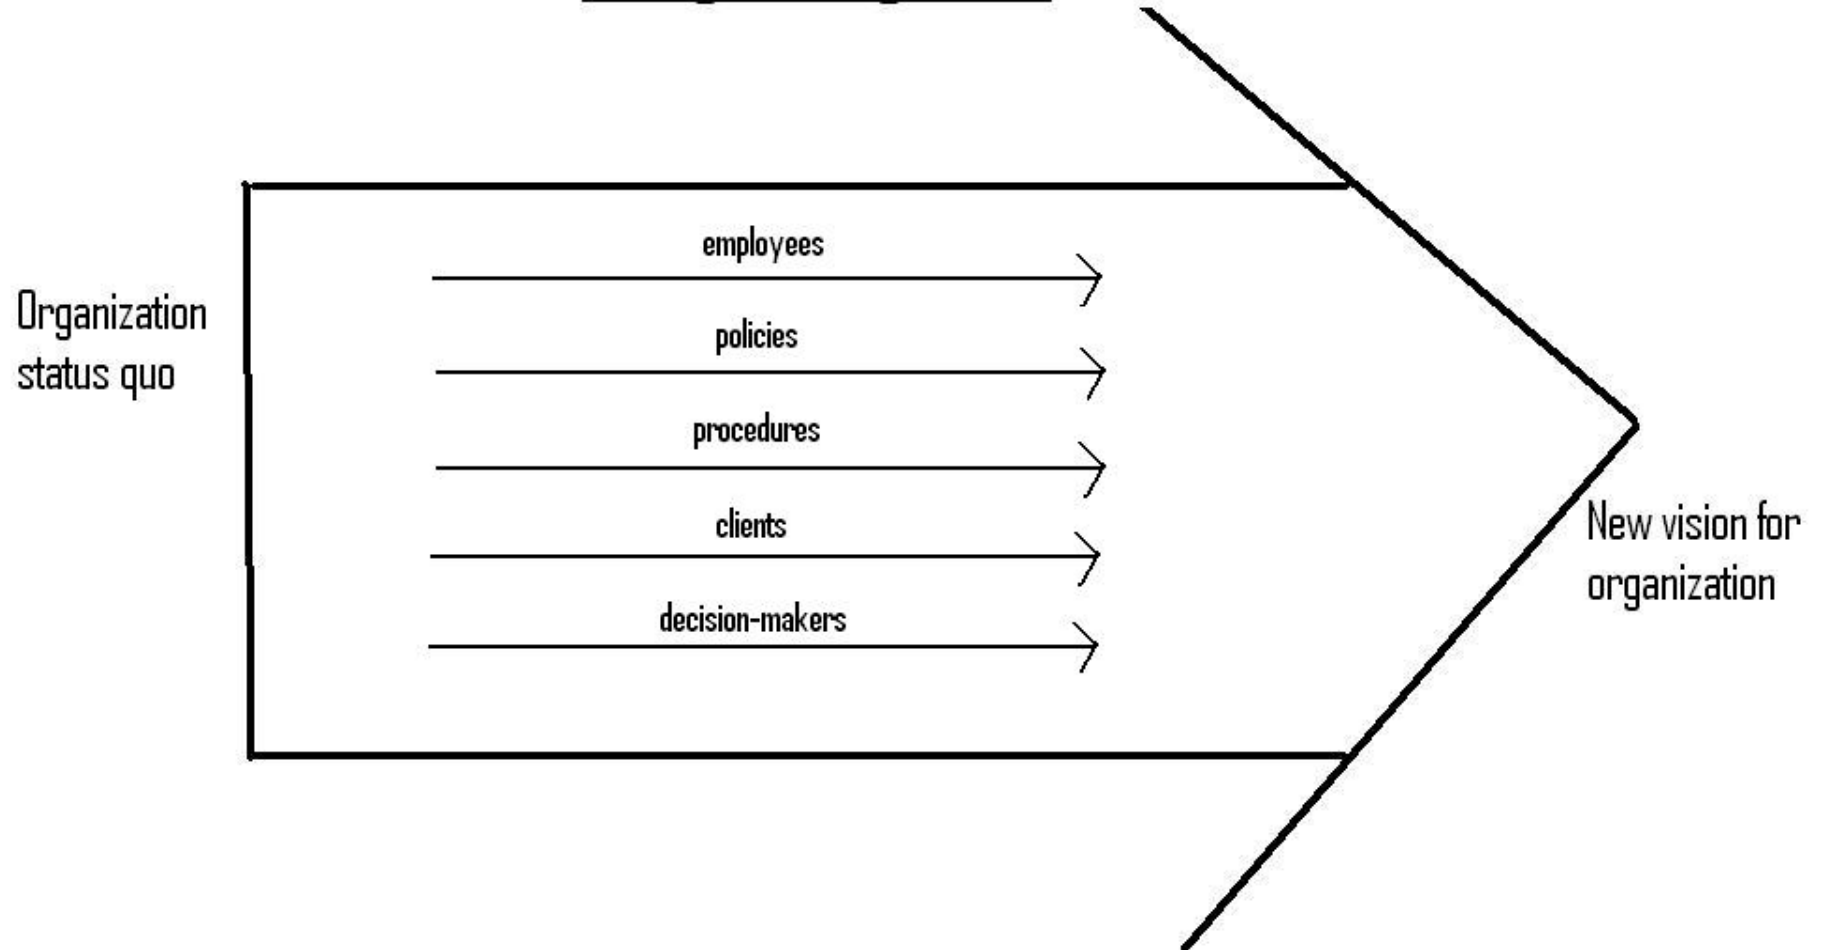 employees
Organization
status quo
policies
procedures
clients
New vision for
organization
decision-makers